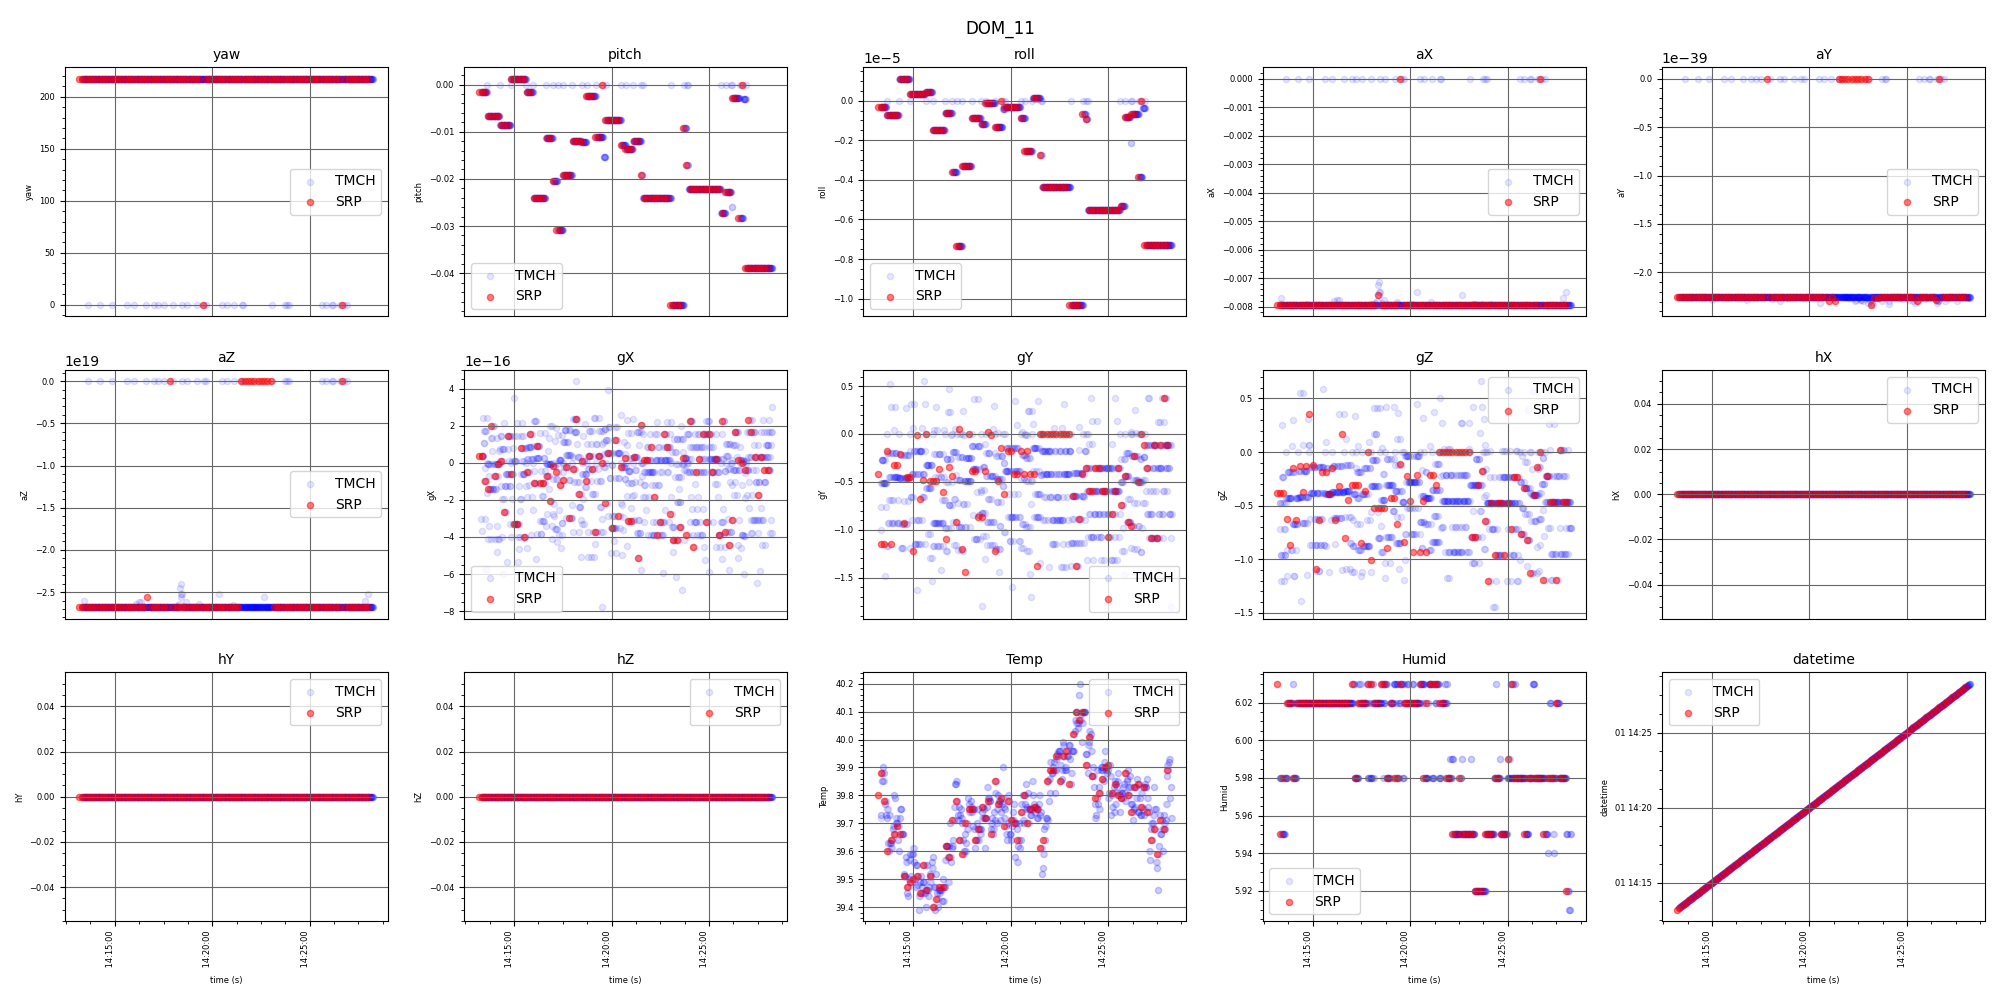 DOM_11
yaw
yaw
200
150
100
50
0
TMCH
SRP
pitch
pitch
0.00
−0.01
−0.02
−0.03
−0.04
TMCH
SRP
roll
1e−5
roll
0.0
−0.2
−0.4
−0.6
−0.8
−1.0
TMCH
SRP
aX
aX
0.000
−0.001
−0.002
−0.003
−0.004
−0.005
−0.006
−0.007
−0.008
TMCH
SRP
aY
1e−39
aY
0.0
−0.5
−1.0
−1.5
−2.0
TMCH
SRP
aZ
1e19
aZ
0.0
−0.5
−1.0
−1.5
−2.0
−2.5
TMCH
SRP
gX
1e−16
gX
4
2
0
−2
−4
−6
−8
TMCH
SRP
gY
gY
0.5
0.0
−0.5
−1.0
−1.5
TMCH
SRP
gZ
gZ
0.5
0.0
−0.5
−1.0
−1.5
TMCH
SRP
hX
hX
0.04
0.02
0.00
−0.02
−0.04
TMCH
SRP
hY
hY
0.04
0.02
0.00
−0.02
−0.04
TMCH
SRP
14:15:00
14:20:00
14:25:00
time (s)
hZ
hZ
0.04
0.02
0.00
−0.02
−0.04
TMCH
SRP
14:15:00
14:20:00
14:25:00
time (s)
Temp
Temp
40.2
40.1
40.0
39.9
39.8
39.7
39.6
39.5
39.4
TMCH
SRP
14:15:00
14:20:00
14:25:00
time (s)
Humid
Humid
6.02
6.00
5.98
5.96
5.94
5.92
TMCH
SRP
14:15:00
14:20:00
14:25:00
time (s)
datetime
datetime
01 14:25
01 14:20
01 14:15
TMCH
SRP
14:15:00
14:20:00
14:25:00
time (s)